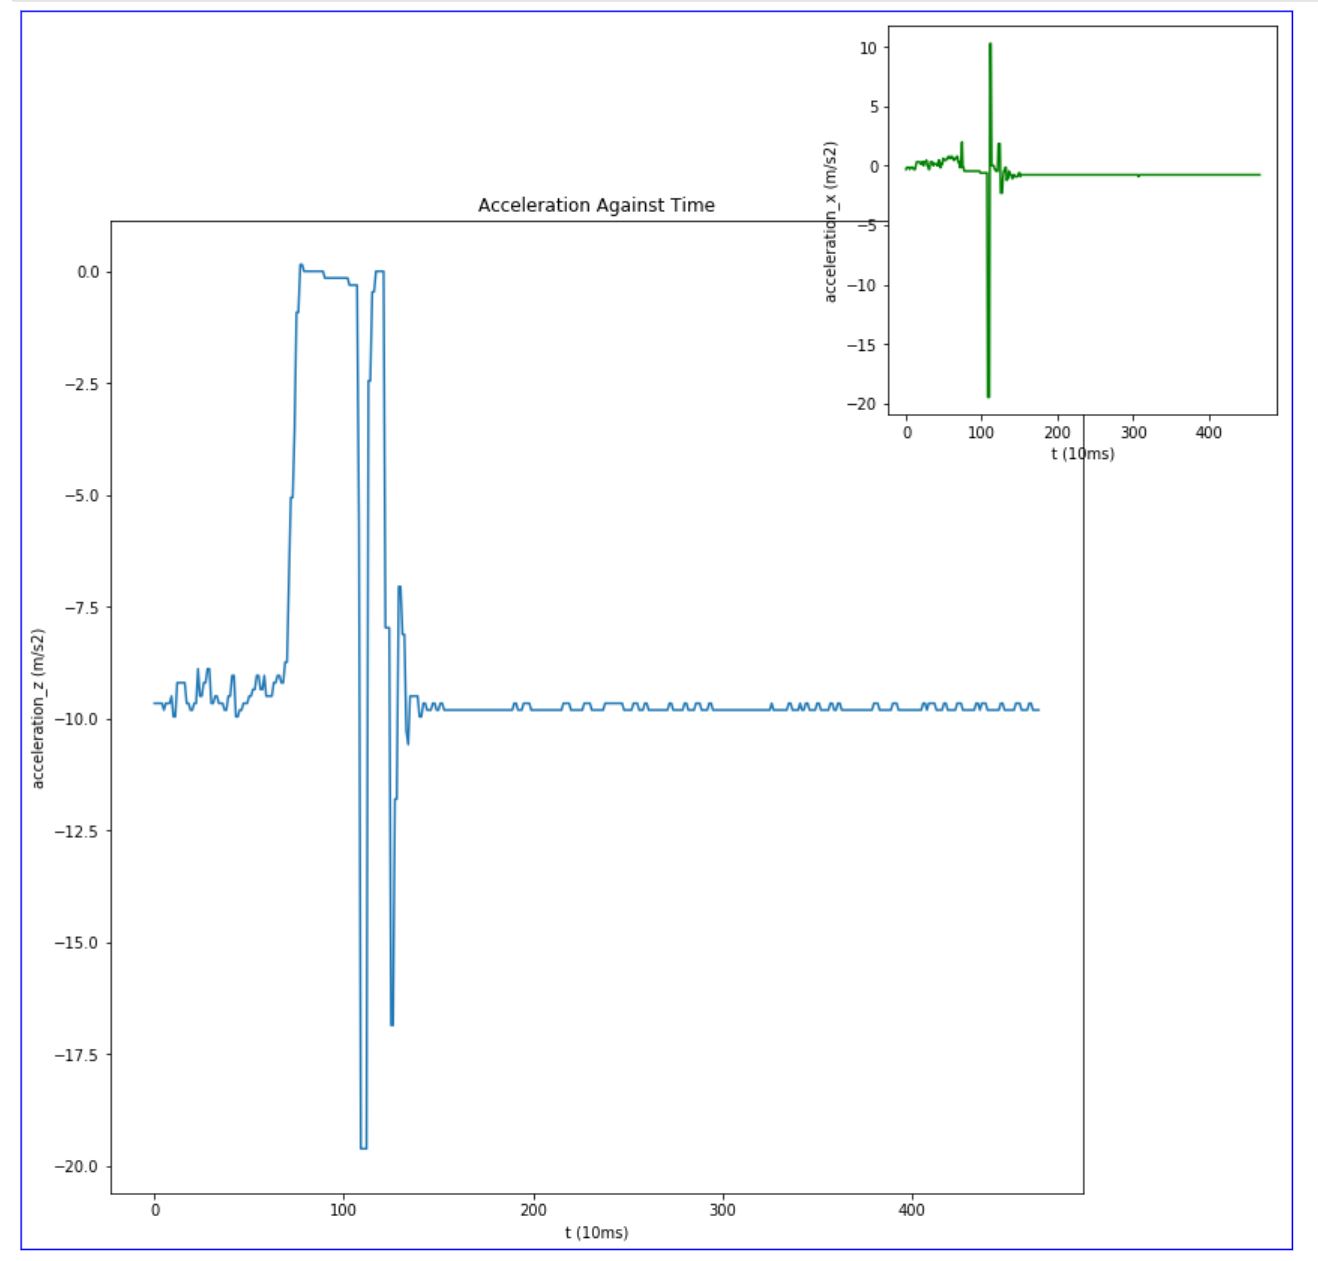 10
5
0
−5
−10
−15
−20
acceleration_x (m/s2)
0 100 200 300 400
t (10ms)
Acceleration Against Time
0.0
−2.5
−5.0
−7.5
−10.0
−12.5
−15.0
−17.5
−20.0
acceleration_z (m/s2)
0 100 200 300 400
t (10ms)